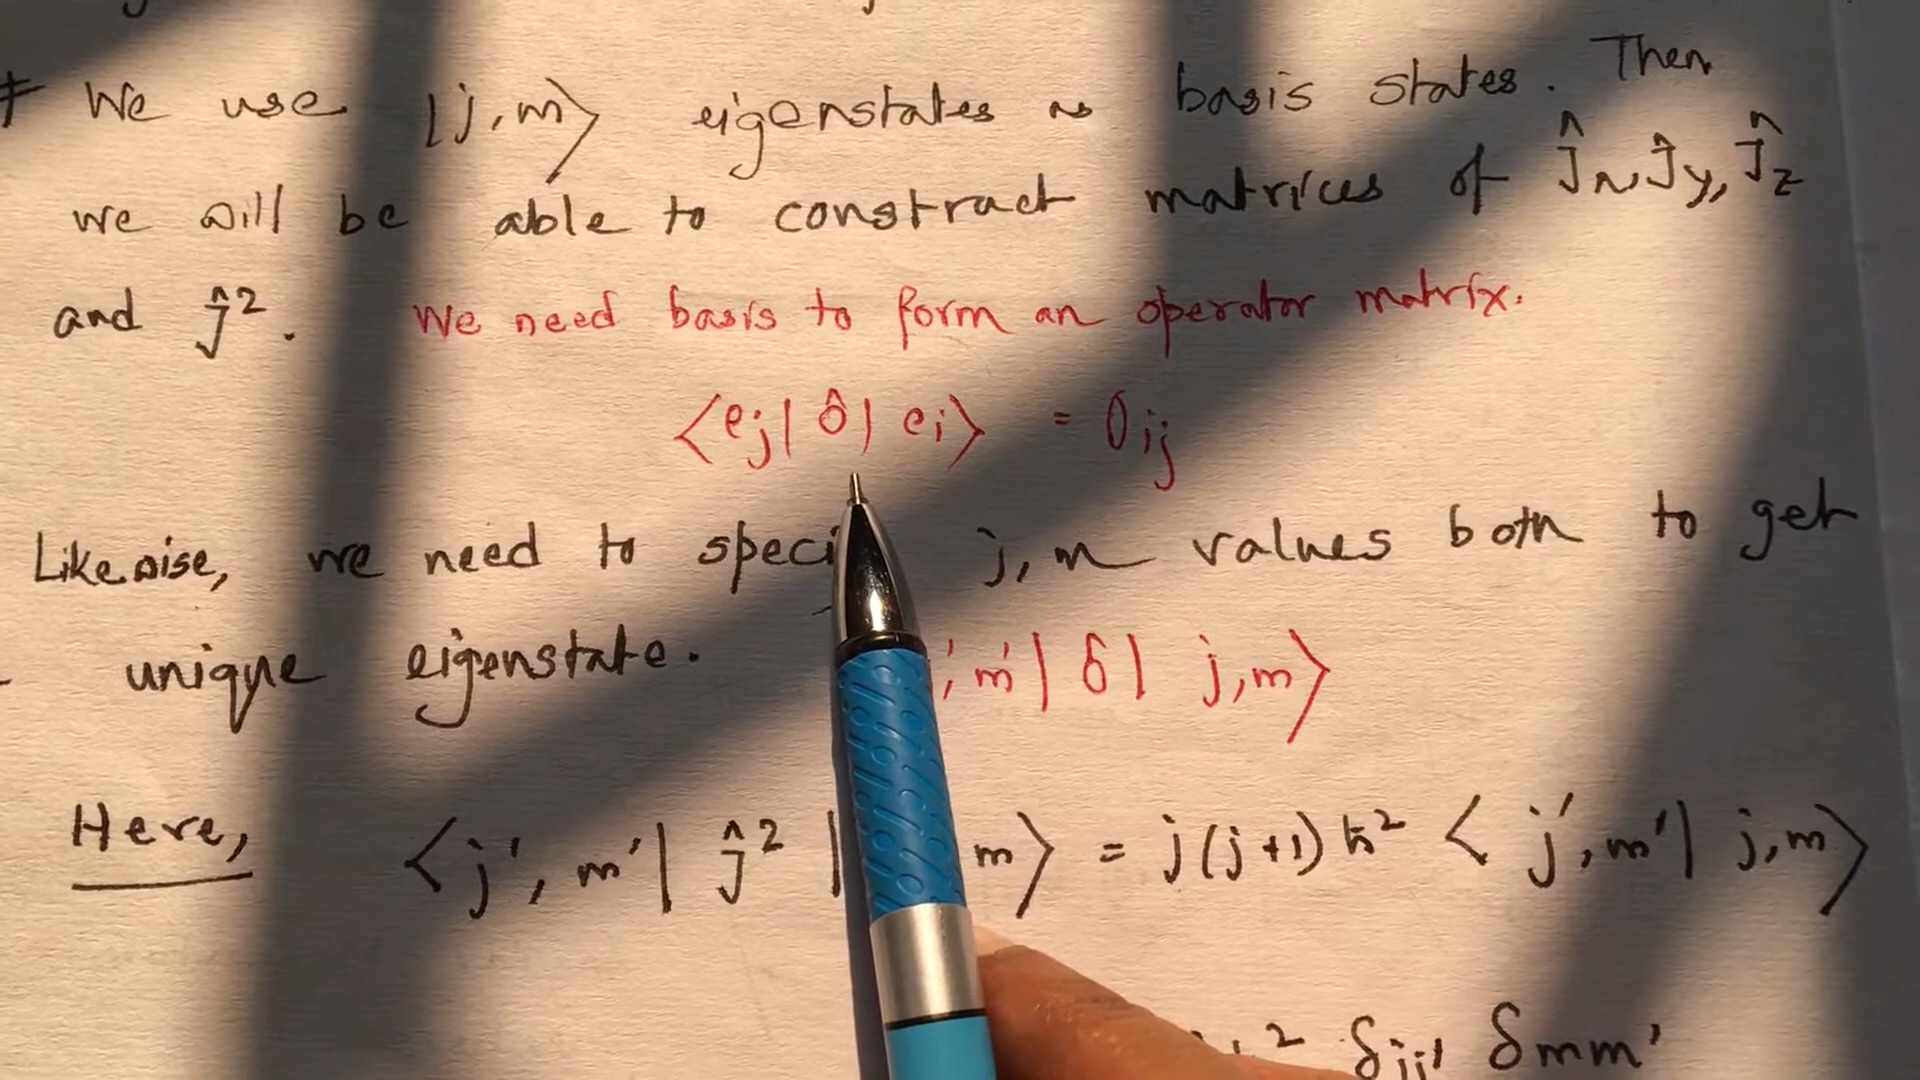 We use |j,m⟩ eigenstates as basis states. Then
we will be able to construct matrices of Ĵx, Ĵy, Ĵz
and Ĵ². We need basis to form an operator matrix.
⟨ej| Ô| ei⟩ = Oij
Likewise, we need to j, m values both to get
unique eigenstate. ', m'| Ô| j,m⟩
Here, ⟨j', m'| Ĵ² | m⟩ = j(j+1)ħ² ⟨j', m'| j,m⟩
² δjj' δmm'